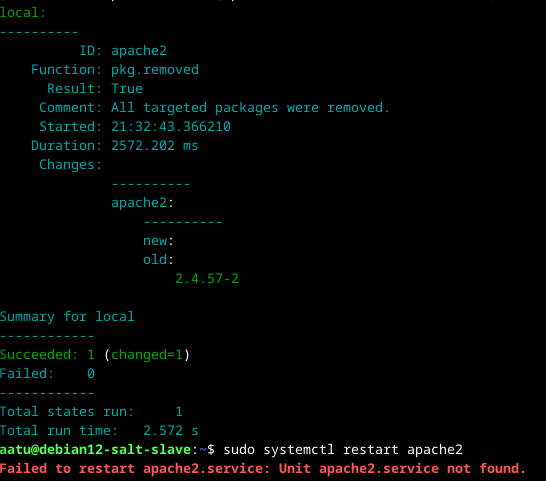 local:
----------
          ID: apache2
    Function: pkg.removed
      Result: True
     Comment: All targeted packages were removed.
     Started: 21:32:43.366210
    Duration: 2572.202 ms
     Changes:
              ----------
              apache2:
                  ----------
                  new:
                  old:
                      2.4.57-2

Summary for local
------------
Succeeded: 1 (changed=1)
Failed:    0
------------
Total states run:     1
Total run time:   2.572 s
aatu@debian12-salt-slave:~$ sudo systemctl restart apache2
Failed to restart apache2.service: Unit apache2.service not found.